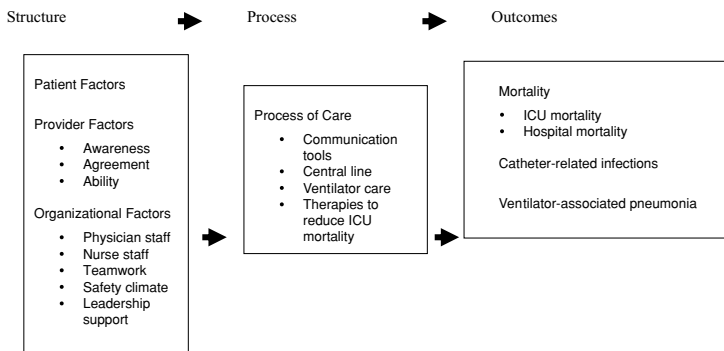 Structure
Process
Outcomes
Patient Factors
Provider Factors
• Awareness
• Agreement
• Ability
Organizational Factors
• Physician staff
• Nurse staff
• Teamwork
• Safety climate
• Leadership
support
Process of Care
• Communication
tools
• Central line
• Ventilator care
• Therapies to
reduce ICU
mortality
Mortality
• ICU mortality
• Hospital mortality
Catheter-related infections
Ventilator-associated pneumonia